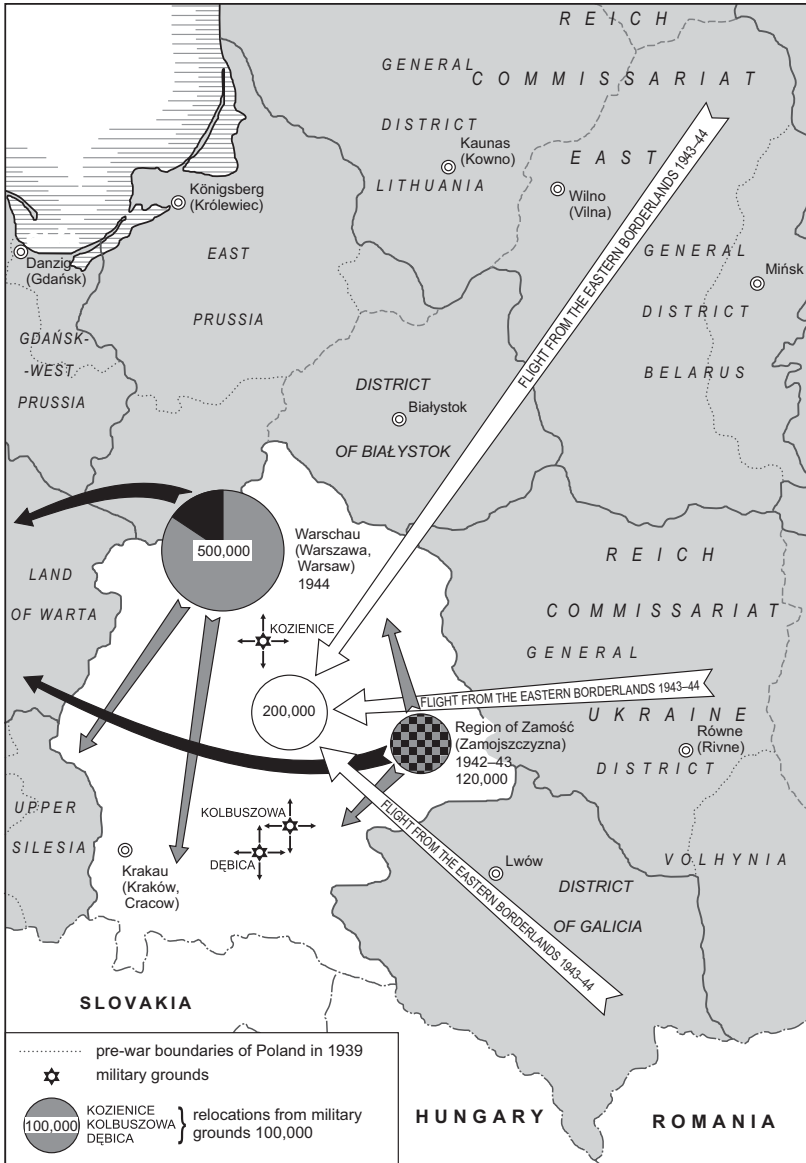 REICH
GENERAL
COMMISSARIAT
DISTRICT
Kaunas
(Kowno)
EAST
LITHUANIA
Wilno
(Vilna)
Königsberg
(Królewiec)
FLIGHT FROM THE EASTERN BORDERLANDS 1943–44
Danzig
(Gdańsk)
EAST
PRUSSIA
GENERAL
Mińsk
DISTRICT
BELARUS
GDAŃSK-
-WEST
PRUSSIA
DISTRICT
Białystok
OF BIAŁYSTOK
500,000
Warschau
(Warszawa,
Warsaw)
1944
LAND
OF WARTA
REICH
COMMISSARIAT
GENERAL
KOZIENICE
200,000
FLIGHT FROM THE EASTERN BORDERLANDS 1943–44
UKRAINE
Równe
(Rivne)
DISTRICT
Region of Zamość
(Zamojszczyzna)
1942–43
120,000
UPPER
SILESIA
KOLBUSZOWA
DĘBICA
FLIGHT FROM THE EASTERN BORDERLANDS 1943–44
Krakau
(Kraków,
Cracow)
Lwów
VOLHYNIA
DISTRICT
OF GALICIA
SLOVAKIA
HUNGARY
ROMANIA
pre-war boundaries of Poland in 1939
military grounds
100,000
KOZIENICE
KOLBUSZOWA
DĘBICA
relocations from military
grounds 100,000